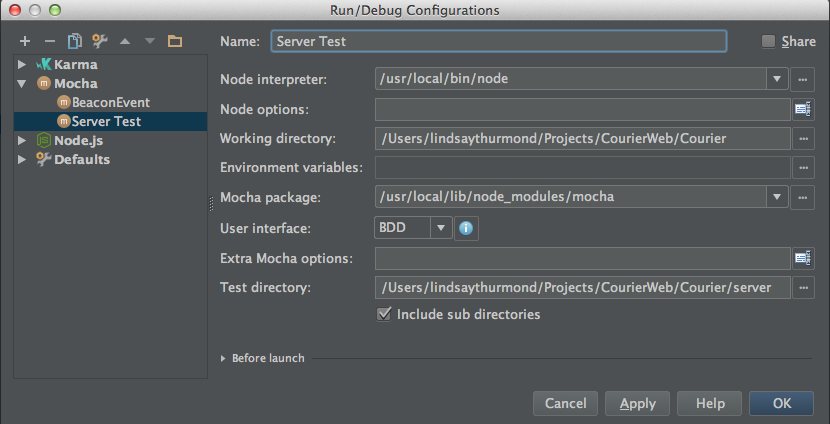 Run/Debug Configurations
Name: Server Test Share
Karma
Mocha
m BeaconEvent
m Server Test
JS Node.js
Defaults
Node interpreter: /usr/local/bin/node ...
Node options:
Working directory: /Users/lindsaythurmond/Projects/CourierWeb/Courier ...
Environment variables: ...
Mocha package: /usr/local/lib/node_modules/mocha ...
User interface: BDD i
Extra Mocha options:
Test directory: /Users/lindsaythurmond/Projects/CourierWeb/Courier/server ...
Include sub directories
Before launch
Cancel Apply Help OK